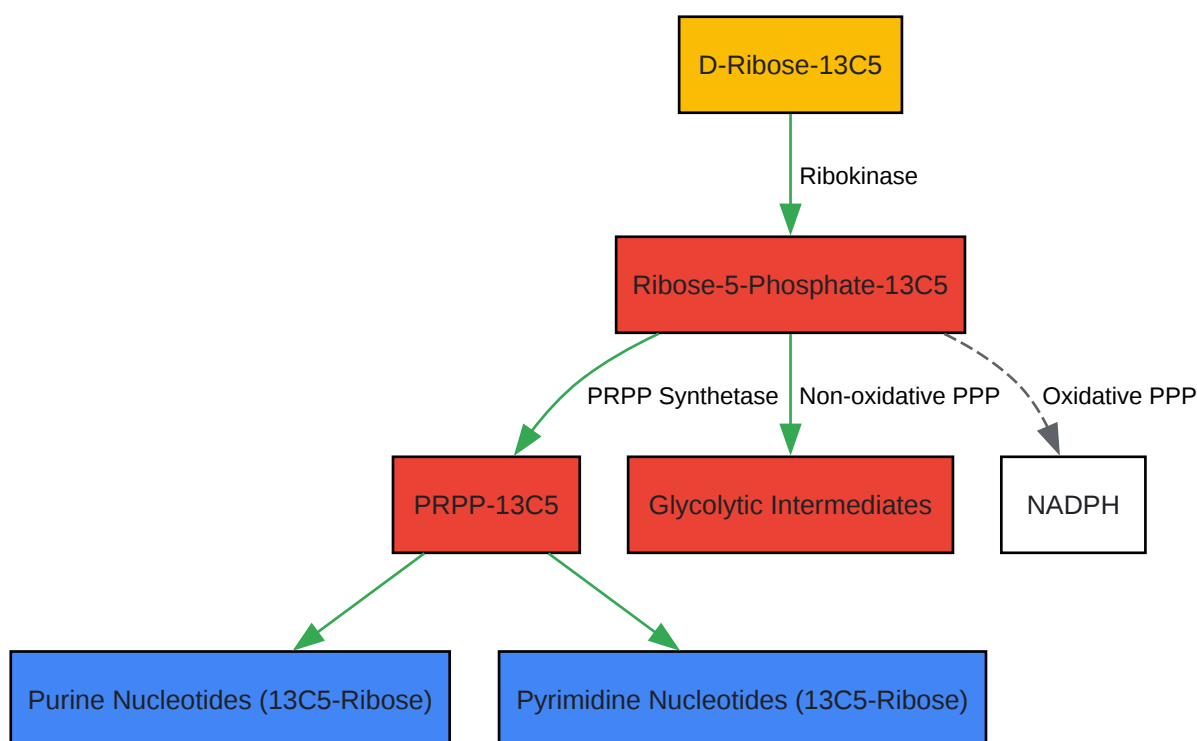 D-Ribose-13C5
Ribokinase
Ribose-5-Phosphate-13C5
PRPP Synthetase
Non-oxidative PPP
Oxidative PPP
PRPP-13C5
Glycolytic Intermediates
NADPH
Purine Nucleotides (13C5-Ribose)
Pyrimidine Nucleotides (13C5-Ribose)